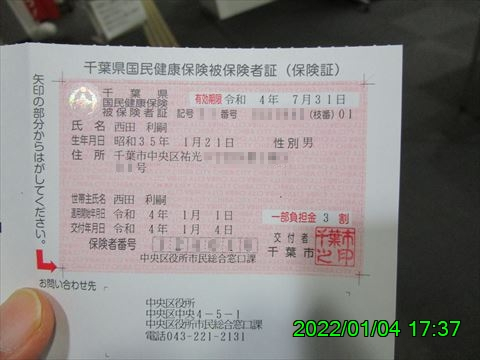 千葉県国民健康保険被保険者証（保険証）
千葉県
国民健康保険
被保険者証
有効期限 令和 4年 7月31日
記号 番号 (枝番) 01
氏名 西田 利嗣
生年月日 昭和35年 1月21日 性別 男
住所 千葉市中央区祐光
号
世帯主氏名 西田 利嗣
適用開始年月日 令和 4年 1月 1日
交付年月日 令和 4年 1月 4日
一部負担金 3 割
保険者番号
交付者
千葉市
千葉市之印
中央区役所市民総合窓口課
矢印の部分からはがしてください。
お問い合わせ先
中央区役所
中央区中央4-5-1
中央区役所市民総合窓口課
電話043-221-2131
2022/01/04 17:37